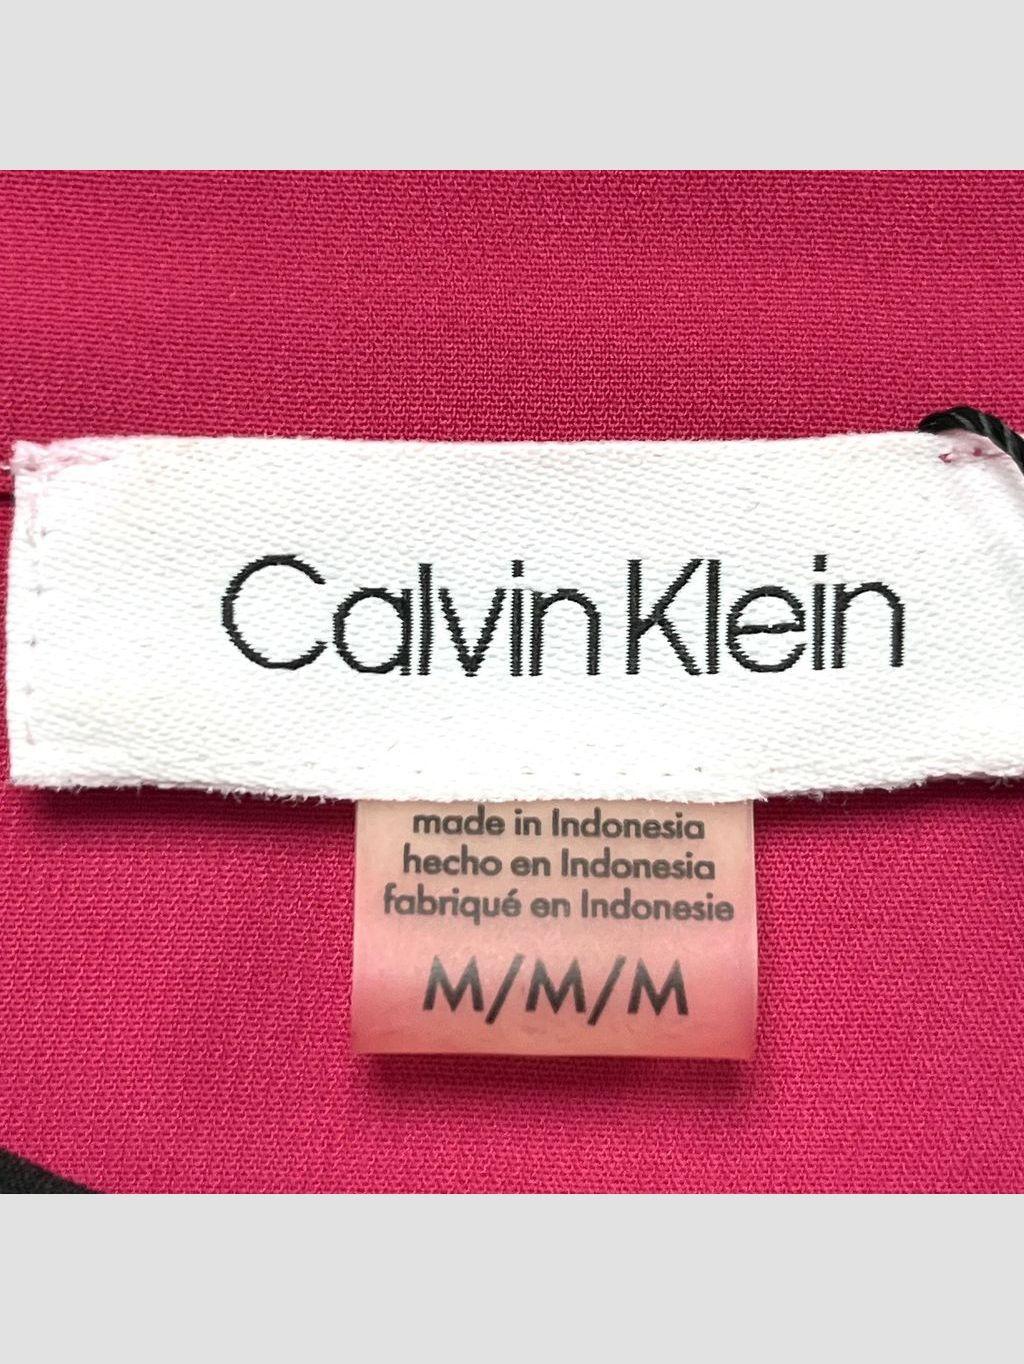 Calvin Klein
made in Indonesia
hecho en Indonesia
fabriqué en Indonesie
M/M/M